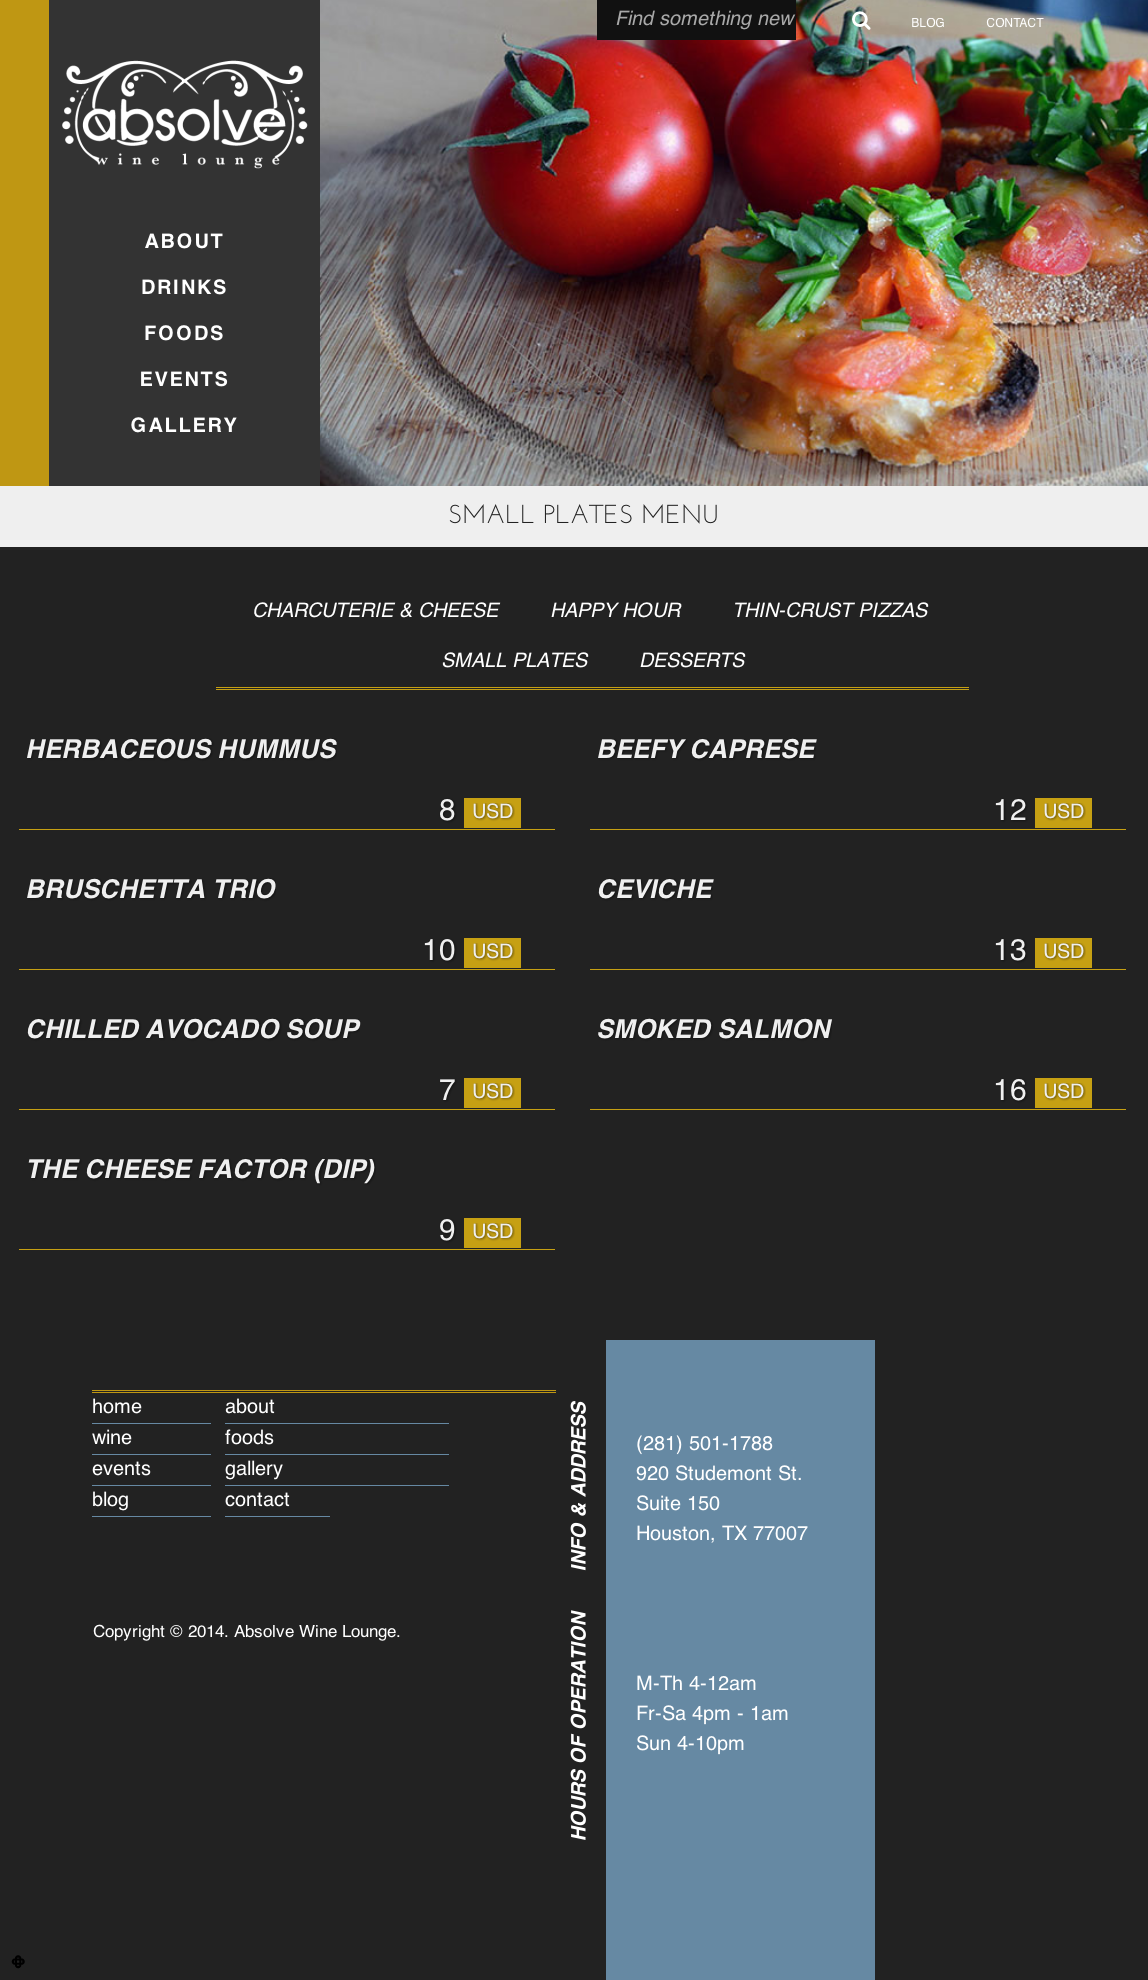 Find something new
BLOG
CONTACT
absolve
wine lounge
ABOUT
DRINKS
FOODS
EVENTS
GALLERY
SMALL PLATES MENU
CHARCUTERIE & CHEESE HAPPY HOUR THIN-CRUST PIZZAS
SMALL PLATES DESSERTS
HERBACEOUS HUMMUS
8 USD
BEEFY CAPRESE
12 USD
BRUSCHETTA TRIO
10 USD
CEVICHE
13 USD
CHILLED AVOCADO SOUP
7 USD
SMOKED SALMON
16 USD
THE CHEESE FACTOR (DIP)
9 USD
home about
wine foods
events gallery
blog contact
Copyright © 2014. Absolve Wine Lounge.
INFO & ADDRESS
(281) 501-1788
920 Studemont St.
Suite 150
Houston, TX 77007
HOURS OF OPERATION
M-Th 4-12am
Fr-Sa 4pm - 1am
Sun 4-10pm